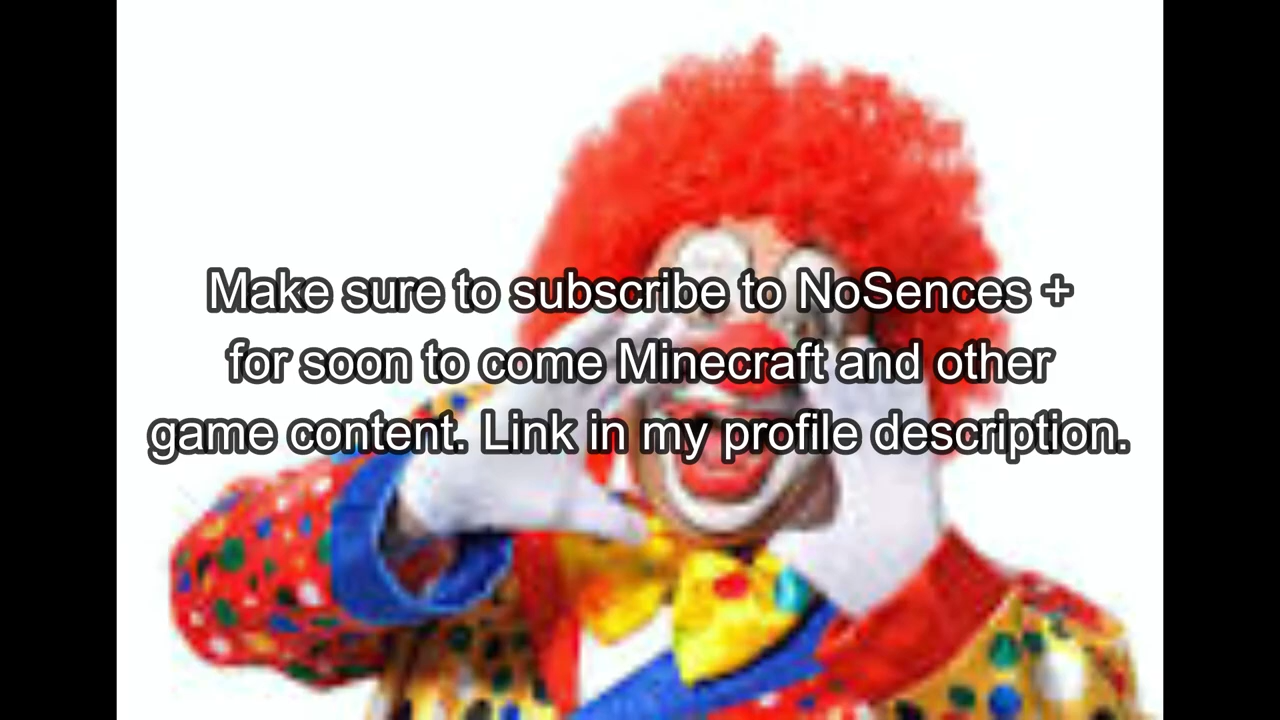 Make sure to subscribe to NoSences +
for soon to come Minecraft and other
game content. Link in my profile description.